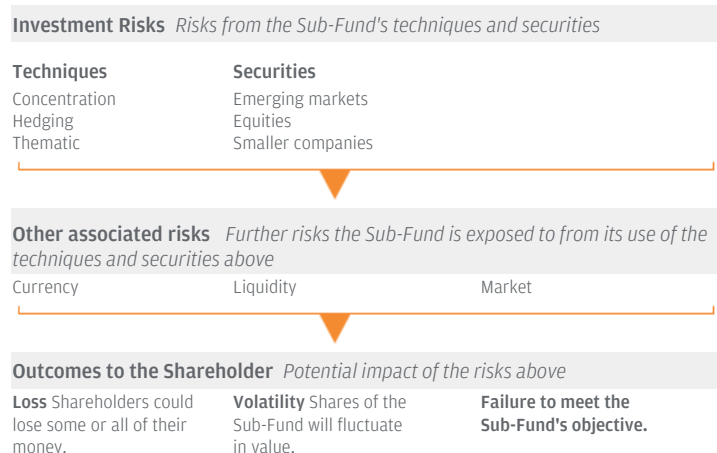 Investment Risks Risks from the Sub-Fund's techniques and securities
Techniques Securities
Concentration Emerging markets
Hedging Equities
Thematic Smaller companies
Other associated risks Further risks the Sub-Fund is exposed to from its use of the
techniques and securities above
Currency Liquidity Market
Outcomes to the Shareholder Potential impact of the risks above
Loss Shareholders could
lose some or all of their
money.
Volatility Shares of the
Sub-Fund will fluctuate
in value.
Failure to meet the
Sub-Fund's objective.